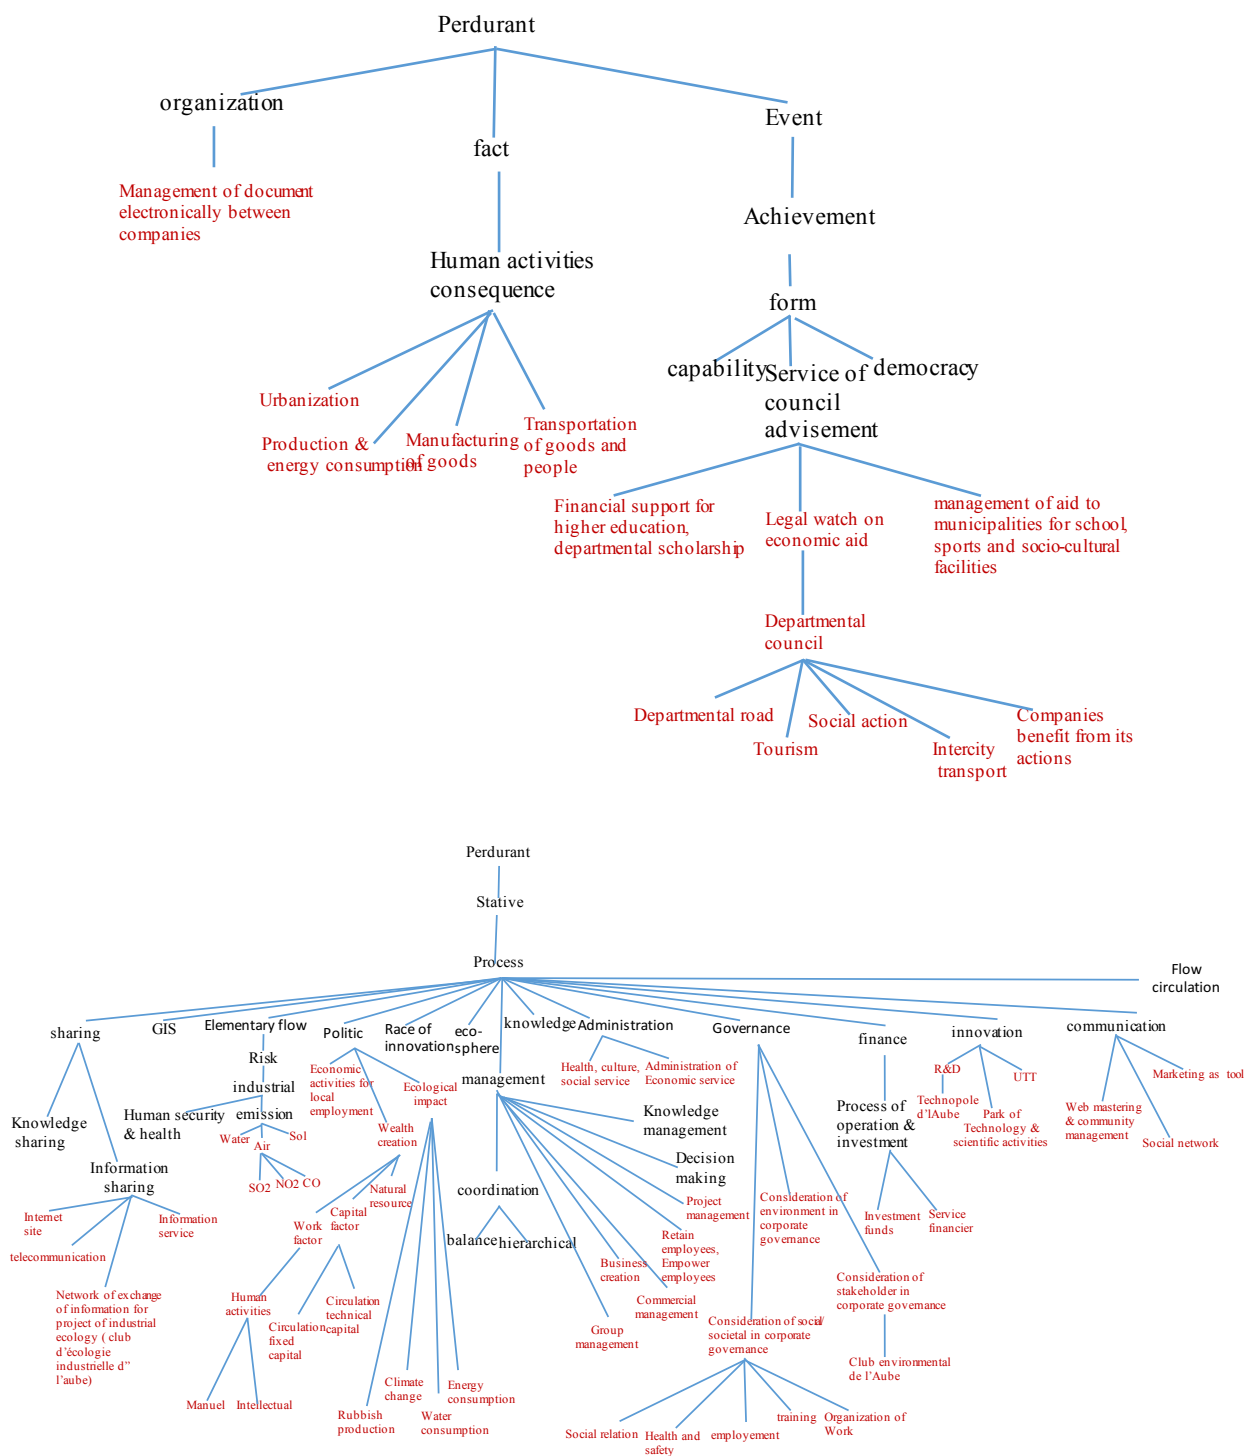 Perdurant
organization
fact
Event
Management of document
electronically between
companies
Achievement
Human activities
consequence
form
capability
Service of
council
advisement
democracy
Urbanization
Production &
energy consumption
Manufacturing
of goods
Transportation
of goods and
people
Financial support for
higher education,
departmental scholarship
Legal watch on
economic aid
management of aid to
municipalities for school,
sports and socio-cultural
facilities
Departmental
council
Departmental road
Tourism
Social action
Intercity
transport
Companies
benefit from its
actions
Perdurant
Stative
Process
Flow
circulation
sharing
GIS
Elementary flow
Politic
Race of
innovation
eco-
sphere
knowledge
Administration
Governance
finance
innovation
communication
Risk
industrial
emission
Human security
& health
Water
Air
Sol
SO2
NO2 CO
Economic
activities for
local
employment
Ecological
impact
Wealth
creation
management
Health, culture,
social service
Administration of
Economic service
R&D
UTT
Technopole
d'lAube
Park of
Technology &
scientific activities
Marketing as tool
Web mastering
& community
management
Social network
Knowledge
sharing
Information
sharing
Internet
site
telecommunication
Information
service
Network of exchange
of information for
project of industrial
ecology ( club
d'écologie
industrielle d"
l'aube)
Natural
resource
Capital
factor
Work
factor
Human
activities
Circulation
fixed
capital
Circulation
technical
capital
Manuel
Intellectual
Rubbish
production
Climate
change
Water
consumption
Energy
consumption
coordination
balance
hierarchical
Knowledge
management
Decision
making
Project
management
Retain
employees,
Empower
employees
Business
creation
Commercial
management
Group
management
Process of
operation &
investment
Investment
funds
Service
financier
Consideration of
environment in
corporate
governance
Consideration of
stakeholder in
corporate governance
Club environmental
de l'Aube
Consideration of social/
societal in corporate
governance
Social relation
Health and
safety
employement
training
Organization of
Work